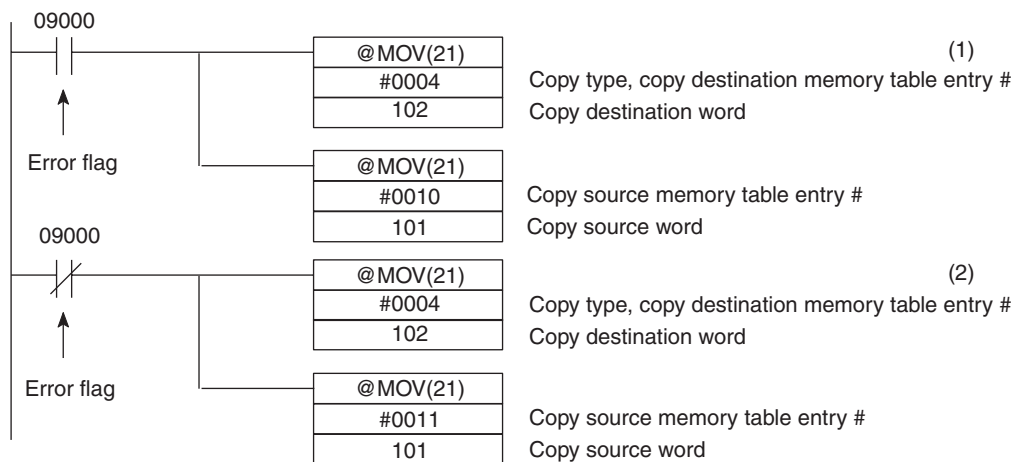 09000
@MOV(21) (1)
#0004 Copy type, copy destination memory table entry #
102 Copy destination word
Error flag
@MOV(21)
#0010 Copy source memory table entry #
101 Copy source word
09000
@MOV(21) (2)
#0004 Copy type, copy destination memory table entry #
102 Copy destination word
Error flag
@MOV(21)
#0011 Copy source memory table entry #
101 Copy source word